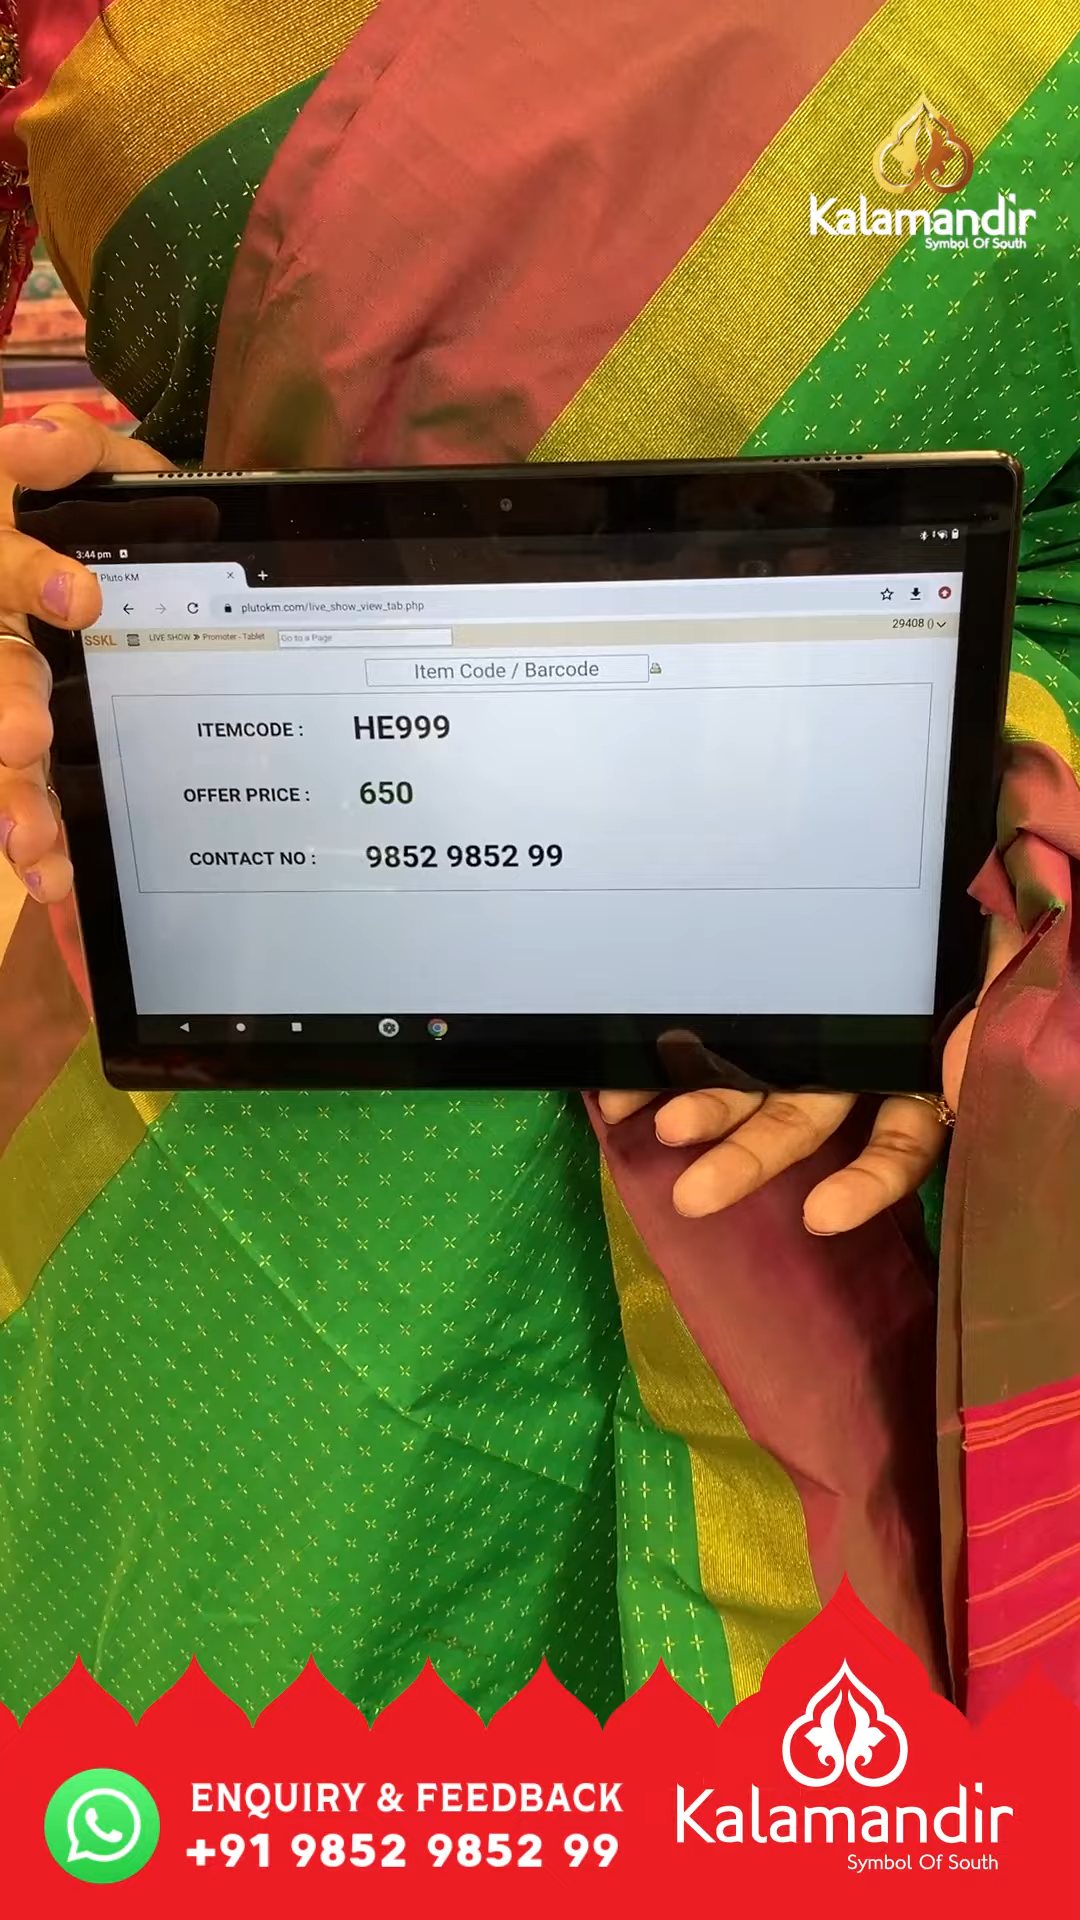 Kalamandir
Symbol Of South
3:44 pm
Pluto KM
plutokm.com/live_show_view_tab.php
29408 ()
SSKL
LIVE SHOW » Promoter - Tablet
Go to a Page
Item Code / Barcode
ITEMCODE : HE999
OFFER PRICE : 650
CONTACT NO : 9852 9852 99
ENQUIRY & FEEDBACK
+91 9852 9852 99
Kalamandir
Symbol Of South